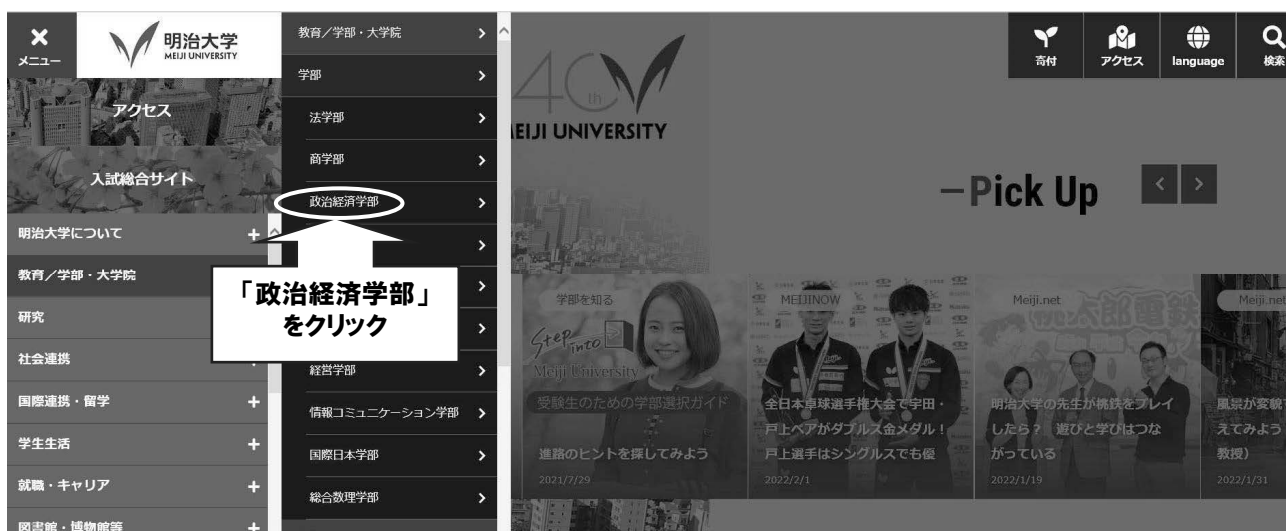 メニュー
明治大学
MEIJI UNIVERSITY
アクセス
入試総合サイト
明治大学について
教育／学部・大学院
研究
社会連携
国際連携・留学
学生生活
就職・キャリア
図書館・博物館等
教育／学部・大学院
学部
法学部
商学部
政治経済学部
「政治経済学部」
をクリック
経営学部
情報コミュニケーション学部
国際日本学部
総合数理学部
th
MEIJI UNIVERSITY
寄付
アクセス
language
検索
Pick Up
学部を知る
Step into
Meiji University
受験生のための学部選択ガイド
進路のヒントを探してみよう
2021/7/29
MEIJINOW
全日本卓球選手権大会で宇田・
戸上ペアがダブルス金メダル！
戸上選手はシングルスでも優
2022/2/1
Meiji.net
太郎電鉄
明治大学の先生が桃鉄をプレイ
したら？ 遊びと学びはつな
がっている
2022/1/19
Meiji.net
風景が変貌
えてみよう
教授）
2022/1/31